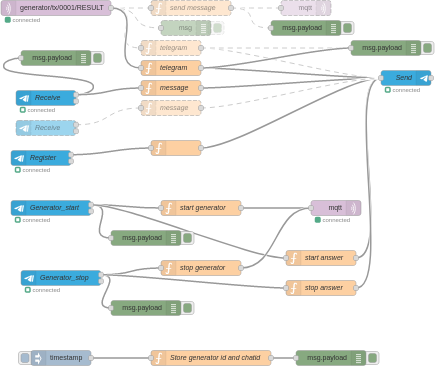 generator/tx/0001/RESULT
connected
send message
mqtt
msg
msg.payload
telegram
msg.payload
msg.payload
telegram
Send
connected
Receive
connected
message
message
Receive
connected
Register
connected
Generator_start
connected
start generator
mqtt
connected
msg.payload
start answer
stop generator
Generator_stop
connected
stop answer
msg.payload
timestamp
Store generator id and chatid
msg.payload